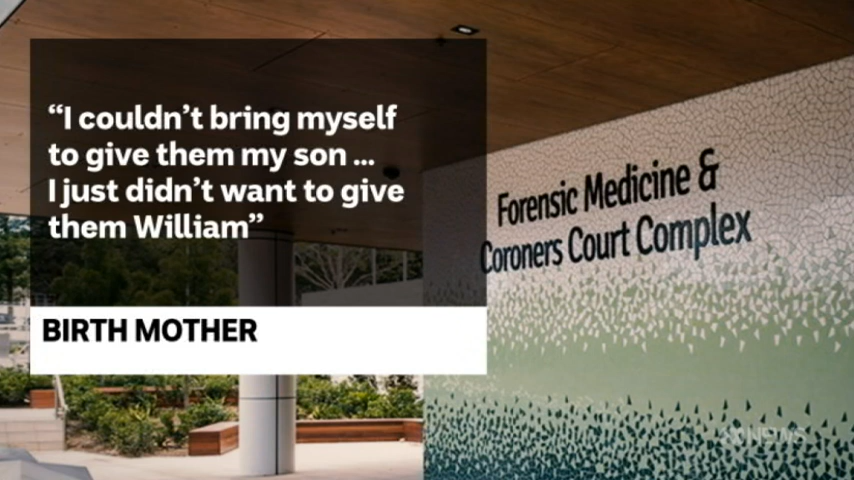 “I couldn’t bring myself
to give them my son ...
I just didn’t want to give
them William”
BIRTH MOTHER
Forensic Medicine &
Coroners Court Complex
NEWS